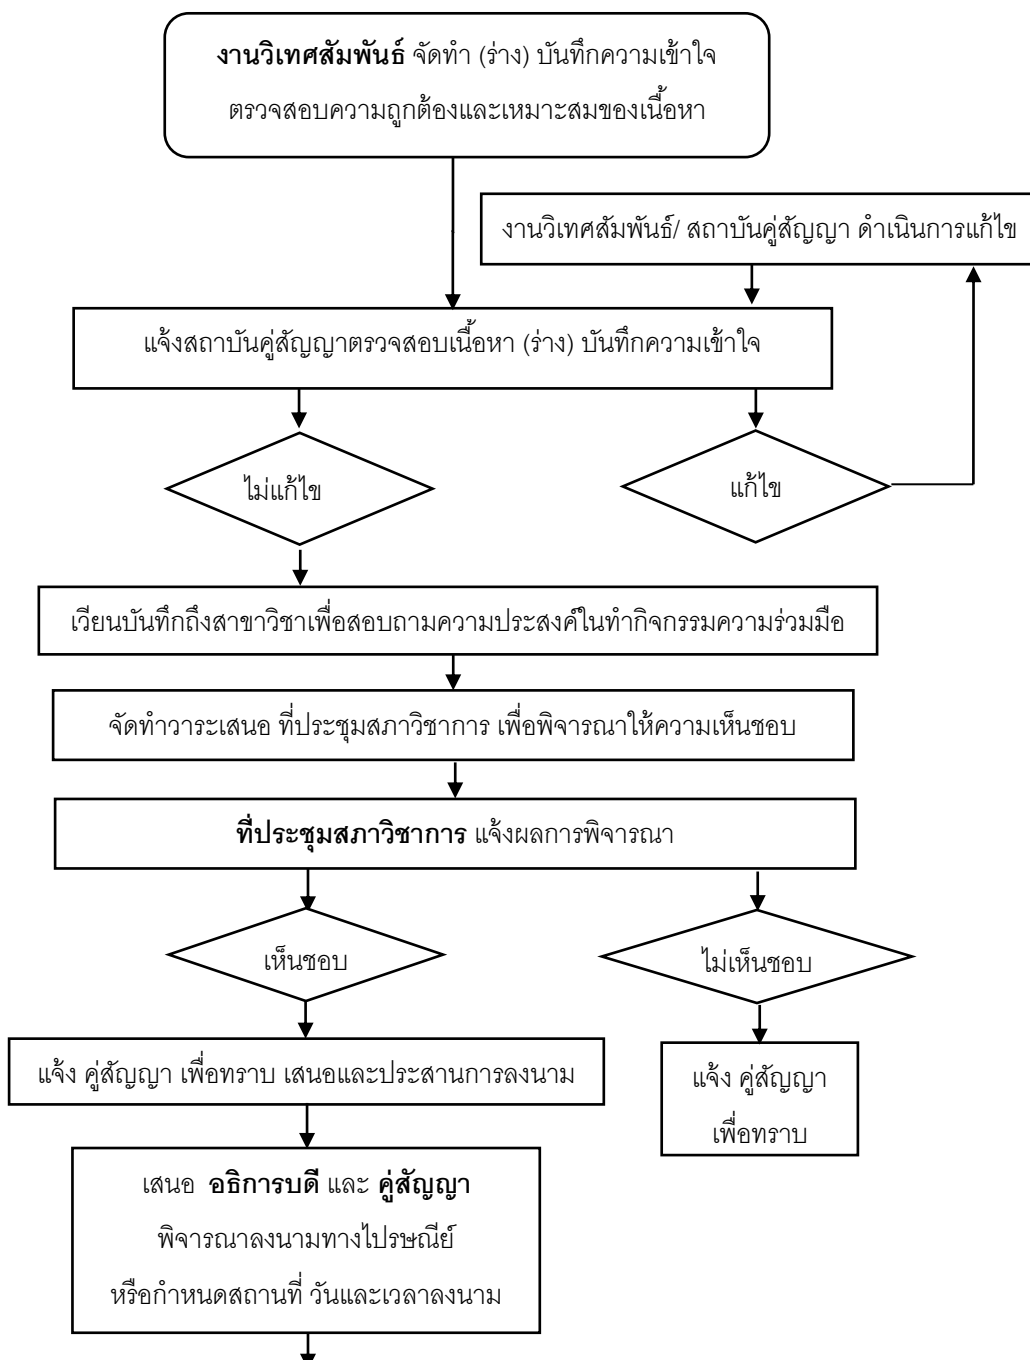 งานวิเทศสัมพันธ์ จัดทำ (ร่าง) บันทึกความเข้าใจ
ตรวจสอบความถูกต้องและเหมาะสมของเนื้อหา
งานวิเทศสัมพันธ์/ สถาบันคู่สัญญา ดำเนินการแก้ไข
แจ้งสถาบันคู่สัญญาตรวจสอบเนื้อหา (ร่าง) บันทึกความเข้าใจ
ไม่แก้ไข
แก้ไข
เวียนบันทึกถึงสาขาวิชาเพื่อสอบถามความประสงค์ในทำกิจกรรมความร่วมมือ
จัดทำวาระเสนอ ที่ประชุมสภาวิชาการ เพื่อพิจารณาให้ความเห็นชอบ
ที่ประชุมสภาวิชาการ แจ้งผลการพิจารณา
เห็นชอบ
ไม่เห็นชอบ
แจ้ง คู่สัญญา เพื่อทราบ เสนอและประสานการลงนาม
แจ้ง คู่สัญญา
เพื่อทราบ
เสนอ อธิการบดี และ คู่สัญญา
พิจารณาลงนามทางไปรษณีย์
หรือกำหนดสถานที่ วันและเวลาลงนาม